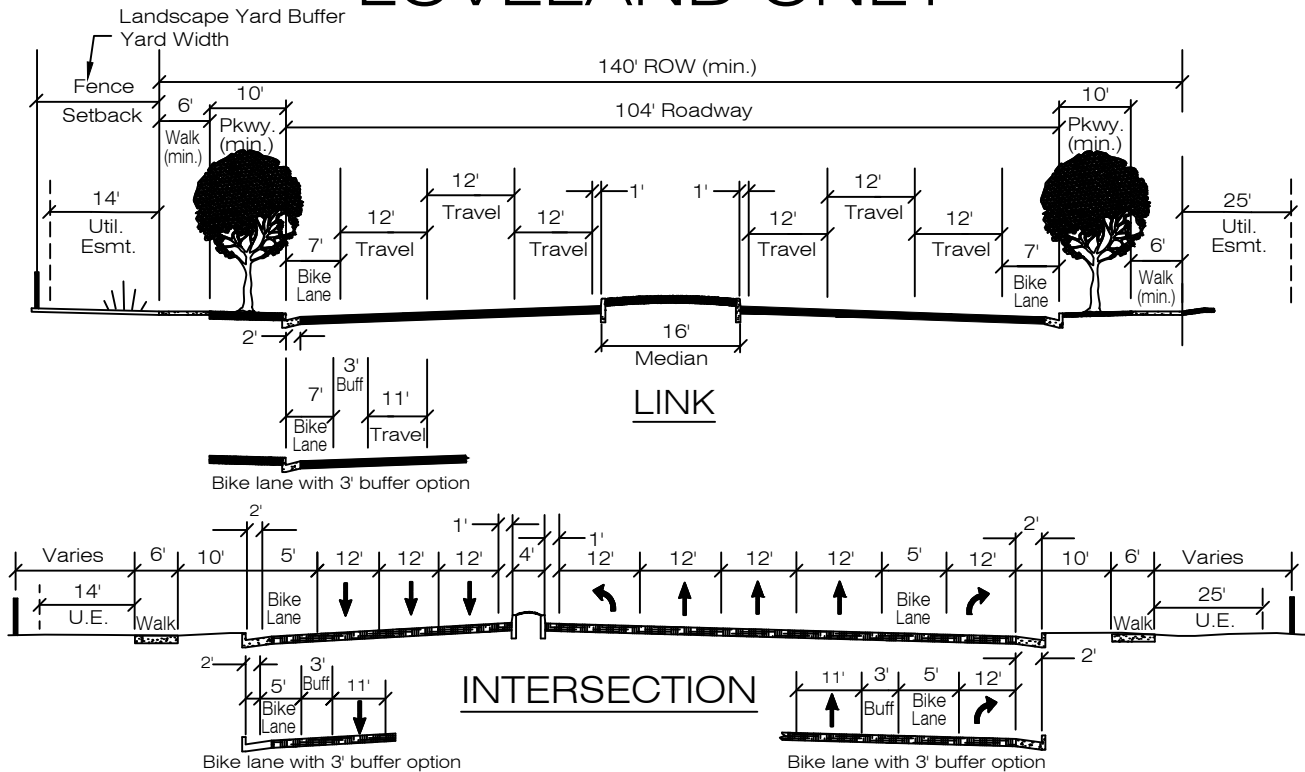 LOVELAND ONLY
Landscape Yard Buffer
Yard Width
140' ROW (min.)
Fence
Setback
6'
Walk
(min.)
10'
Pkwy.
(min.)
104' Roadway
10'
Pkwy.
(min.)
14'
Util.
Esmt.
7'
Bike
Lane
12'
Travel
12'
Travel
12'
Travel
1'
1'
12'
Travel
12'
Travel
12'
Travel
7'
Bike
Lane
6'
Walk
(min.)
25'
Util.
Esmt.
2'
16'
Median
LINK
7'
Bike
Lane
3'
Buff
11'
Travel
Bike lane with 3' buffer option
Varies
6'
10'
2'
5'
12'
12'
12'
1'
4'
1'
12'
12'
12'
12'
5'
12'
2'
10'
6'
Varies
14'
U.E.
Walk
Bike
Lane
Bike
Lane
Walk
25'
U.E.
2'
5'
Bike
Lane
3'
Buff
11'
Bike lane with 3' buffer option
INTERSECTION
11'
3'
Buff
5'
Bike
Lane
12'
2'
Bike lane with 3' buffer option